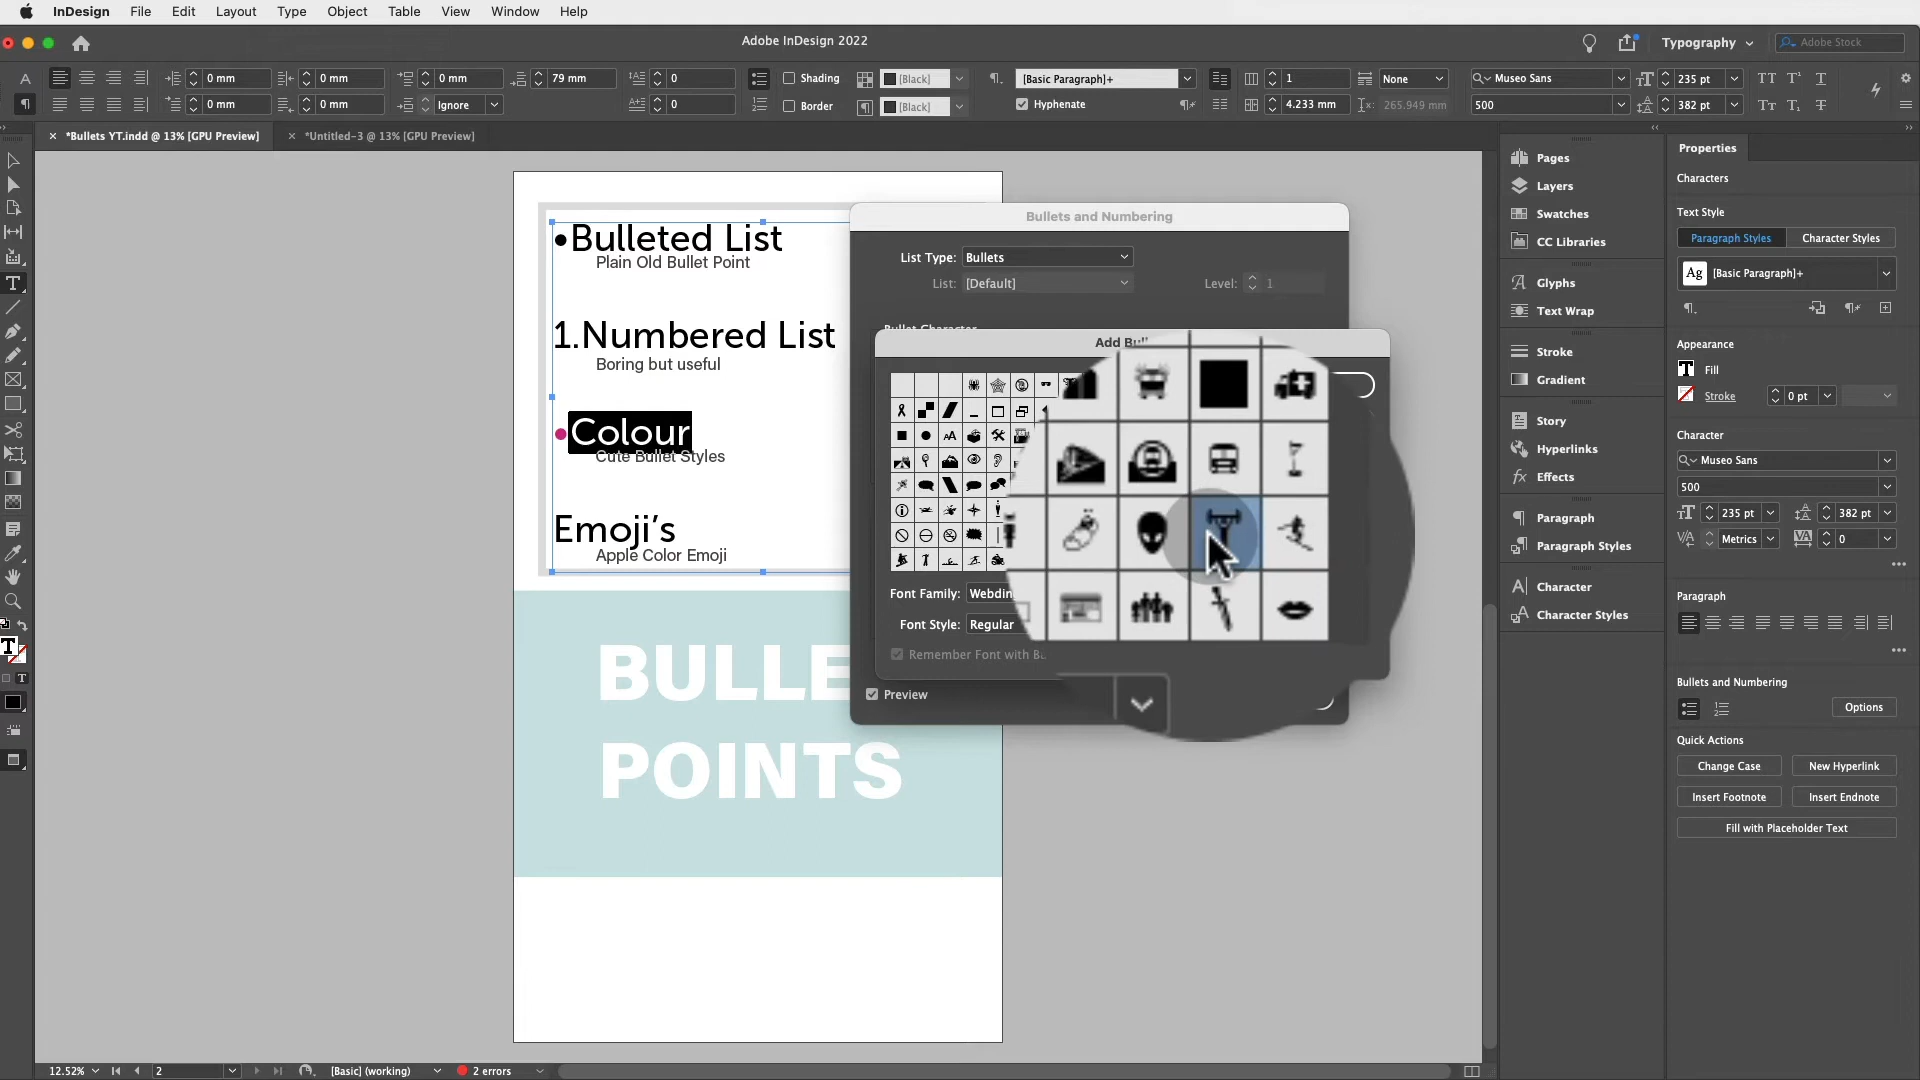 InDesign File Edit Layout Type Object Table View Window Help
Adobe InDesign 2022
Typography
Adobe Stock
0 mm 0 mm 0 mm 79 mm 0 Shading [Black] [Basic Paragraph]+ 1 None Museo Sans 235 pt
0 mm 0 mm Ignore 0 Border [Black] Hyphenate 4.233 mm 265.949 mm 500 382 pt
*Bullets YT.indd @ 13% [GPU Preview] *Untitled-3 @ 13% [GPU Preview]
•Bulleted List
Plain Old Bullet Point
1.Numbered List
Boring but useful
•Colour
Cute Bullet Styles
Emoji’s
Apple Color Emoji
BULLE
POINTS
Bullets and Numbering
List Type: Bullets
List: [Default] Level: 1
Bullet Character
Add Bul
Font Family:
Font Style: Regular
Remember Font with
Preview
Pages
Layers
Swatches
CC Libraries
Glyphs
Text Wrap
Stroke
Gradient
Story
Hyperlinks
Effects
Paragraph
Paragraph Styles
Character
Character Styles
Properties
Characters
Text Style
Paragraph Styles Character Styles
Ag [Basic Paragraph]+
Appearance
Fill
Stroke 0 pt
Character
Museo Sans
500
235 pt 382 pt
Metrics 0
Paragraph
Bullets and Numbering
Options
Quick Actions
Change Case New Hyperlink
Insert Footnote Insert Endnote
Fill with Placeholder Text
12.52% 2 [Basic] (working) 2 errors